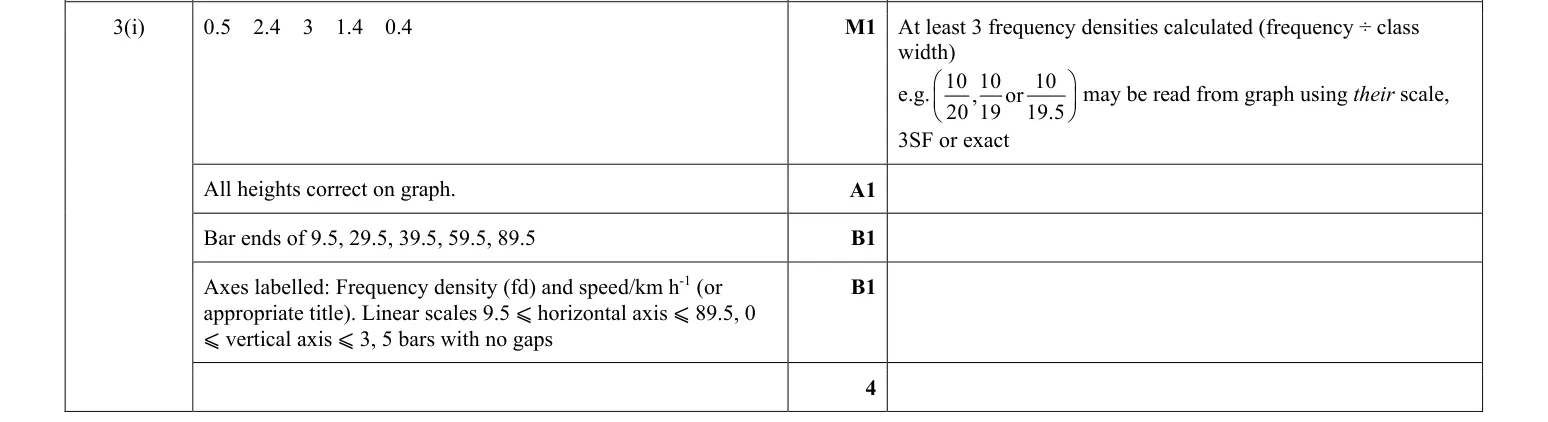 3(i)
0.5 2.4 3 1.4 0.4
M1
At least 3 frequency densities calculated (frequency ÷ class
width)
e.g. (10/20, 10/19 or 10/19.5) may be read from graph using their scale,
3SF or exact
All heights correct on graph.
A1
Bar ends of 9.5, 29.5, 39.5, 59.5, 89.5
B1
Axes labelled: Frequency density (fd) and speed/km h⁻¹ (or
appropriate title). Linear scales 9.5 ⩽ horizontal axis ⩽ 89.5, 0
⩽ vertical axis ⩽ 3, 5 bars with no gaps
B1
4